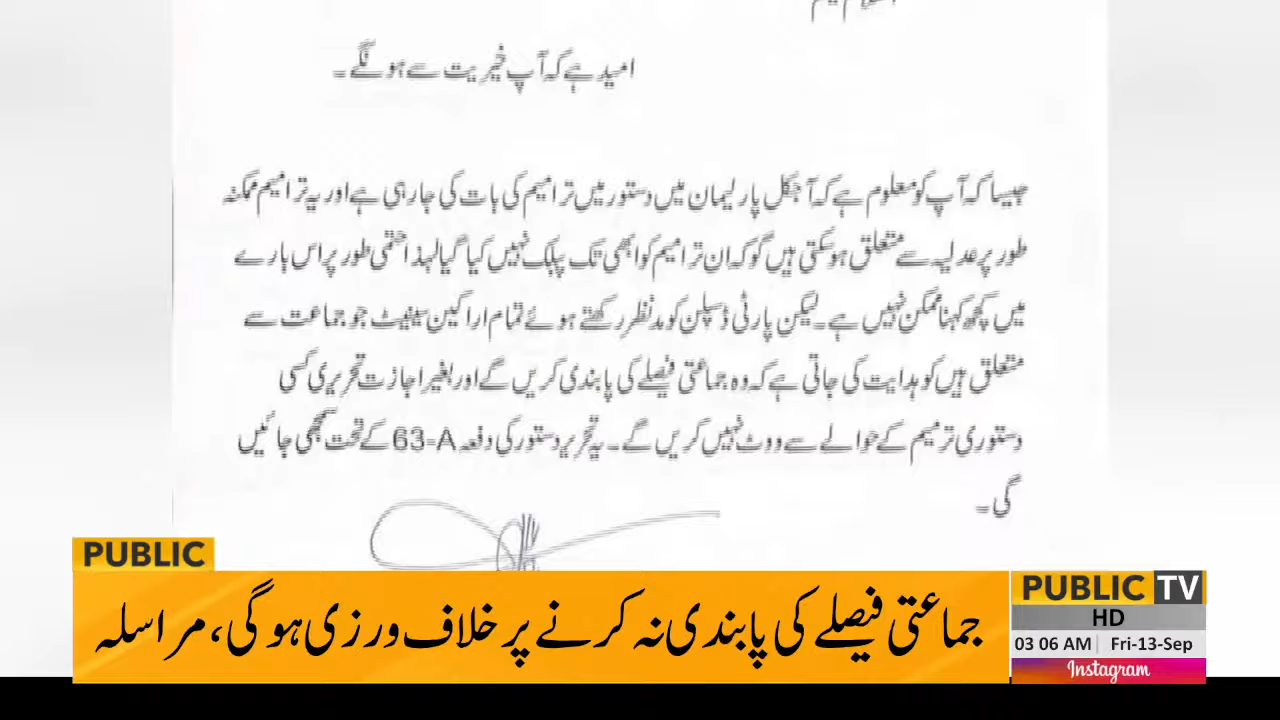 امید ہے کہ آپ خیریت سے ہونگے۔
جیسا کہ آپ کو معلوم ہے کہ آجکل پارلیمان میں دستور میں ترامیم کی بات کی جا رہی ہے اور یہ ترامیم ممکنہ
طور پر عدلیہ سے متعلق ہو سکتی ہیں گو کہ ان ترامیم کو ابھی تک پبلک نہیں کیا گیا لہذا حتمی طور پر اس بارے
میں کچھ کہنا ممکن نہیں ہے۔ لیکن پارٹی ڈسپلن کو مدنظر رکھتے ہوئے تمام اراکین سینیٹ جو جماعت سے
متعلق ہیں کو ہدایت کی جاتی ہے کہ وہ جماعتی فیصلے کی پابندی کریں گے اور بغیر اجازت تحریری کسی
دستوری ترمیم کے حوالے سے ووٹ نہیں کریں گے۔ یہ تحریر دستور کی دفعہ 63-A کے تحت سمجھی جائیں
گی۔
PUBLIC
جماعتی فیصلے کی پابندی نہ کرنے پر خلاف ورزی ہوگی، مراسلہ
PUBLIC TV
HD
03 06 AM | Fri-13-Sep
Instagram